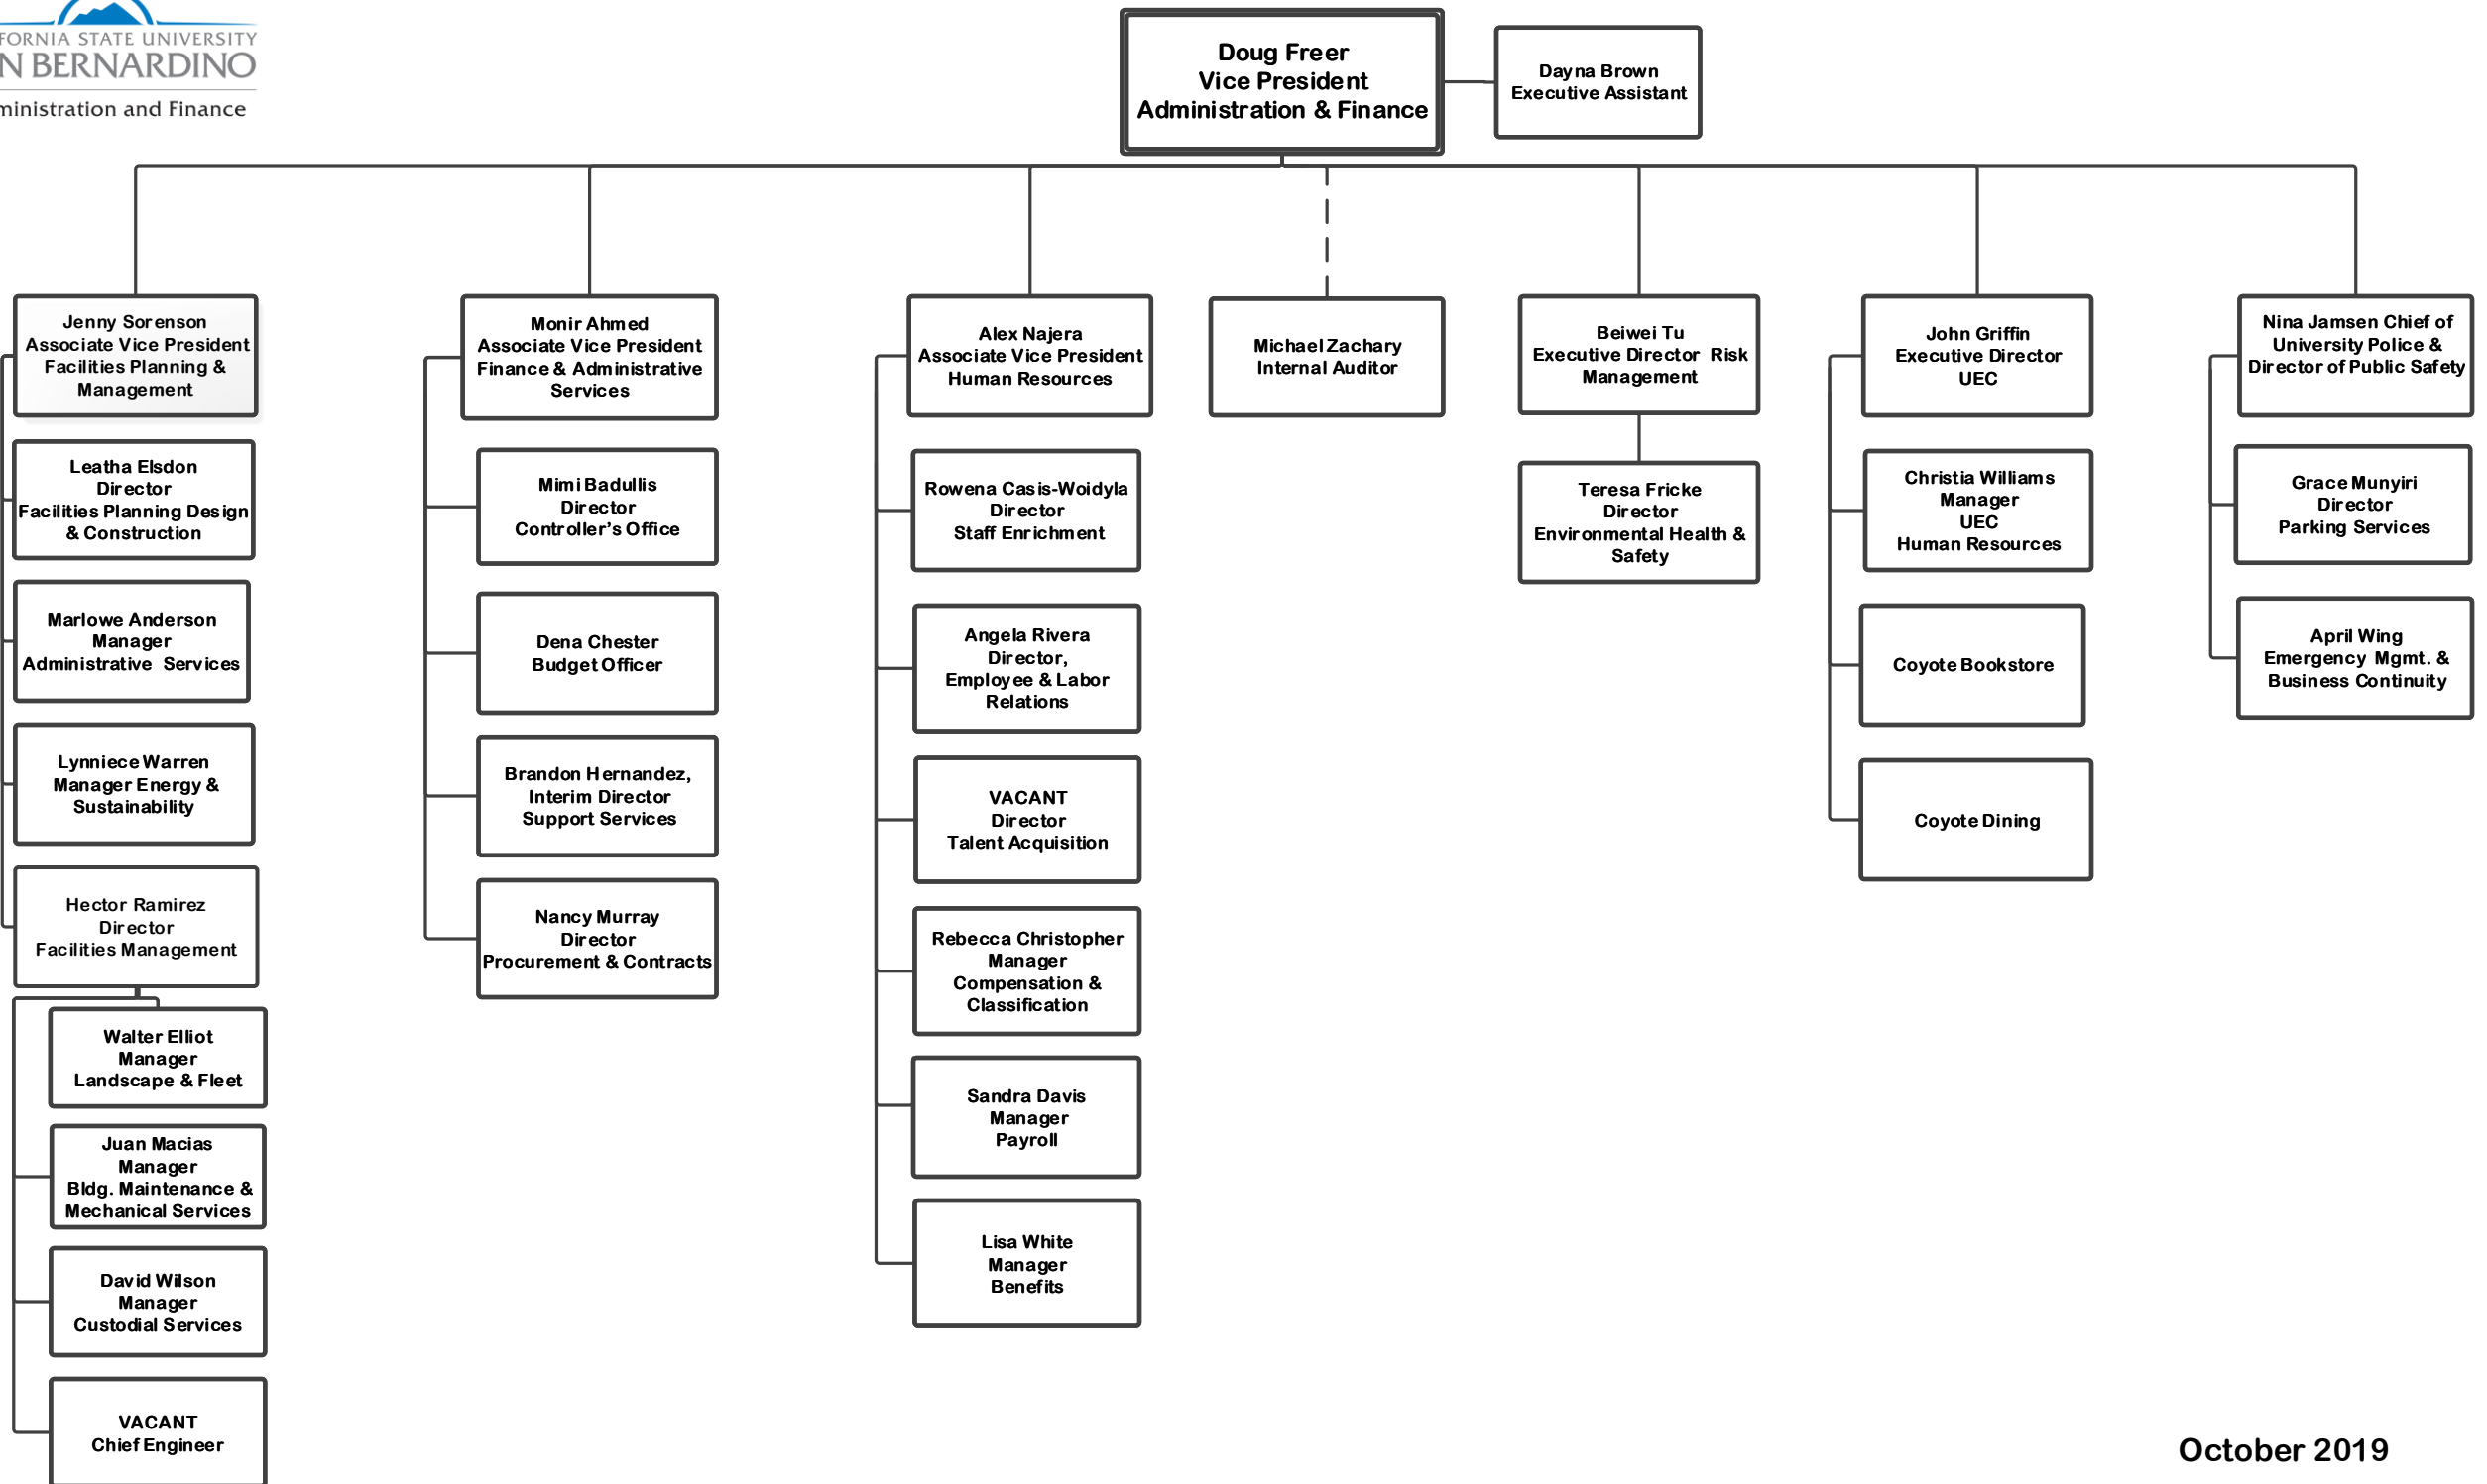 FORNIA STATE UNIVERSITY
N BERNARDINO
ministration and Finance
Doug Freer
Vice President
Administration & Finance
Dayna Brown
Executive Assistant
Jenny Sorenson
Associate Vice President
Facilities Planning &
Management
Leatha Elsdon
Director
Facilities Planning Design
& Construction
Marlowe Anderson
Manager
Administrative Services
Lynniece Warren
Manager Energy &
Sustainability
Hector Ramirez
Director
Facilities Management
Walter Elliot
Manager
Landscape & Fleet
Juan Macias
Manager
Bldg. Maintenance &
Mechanical Services
David Wilson
Manager
Custodial Services
VACANT
Chief Engineer
Monir Ahmed
Associate Vice President
Finance & Administrative
Services
Mimi Badullis
Director
Controller’s Office
Dena Chester
Budget Officer
Brandon Hernandez,
Interim Director
Support Services
Nancy Murray
Director
Procurement & Contracts
Alex Najera
Associate Vice President
Human Resources
Rowena Casis-Woidyla
Director
Staff Enrichment
Angela Rivera
Director,
Employee & Labor
Relations
VACANT
Director
Talent Acquisition
Rebecca Christopher
Manager
Compensation &
Classification
Sandra Davis
Manager
Payroll
Lisa White
Manager
Benefits
Michael Zachary
Internal Auditor
Beiwei Tu
Executive Director Risk
Management
Teresa Fricke
Director
Environmental Health &
Safety
John Griffin
Executive Director
UEC
Christia Williams
Manager
UEC
Human Resources
Coyote Bookstore
Coyote Dining
Nina Jamsen Chief of
University Police &
Director of Public Safety
Grace Munyiri
Director
Parking Services
April Wing
Emergency Mgmt. &
Business Continuity
October 2019